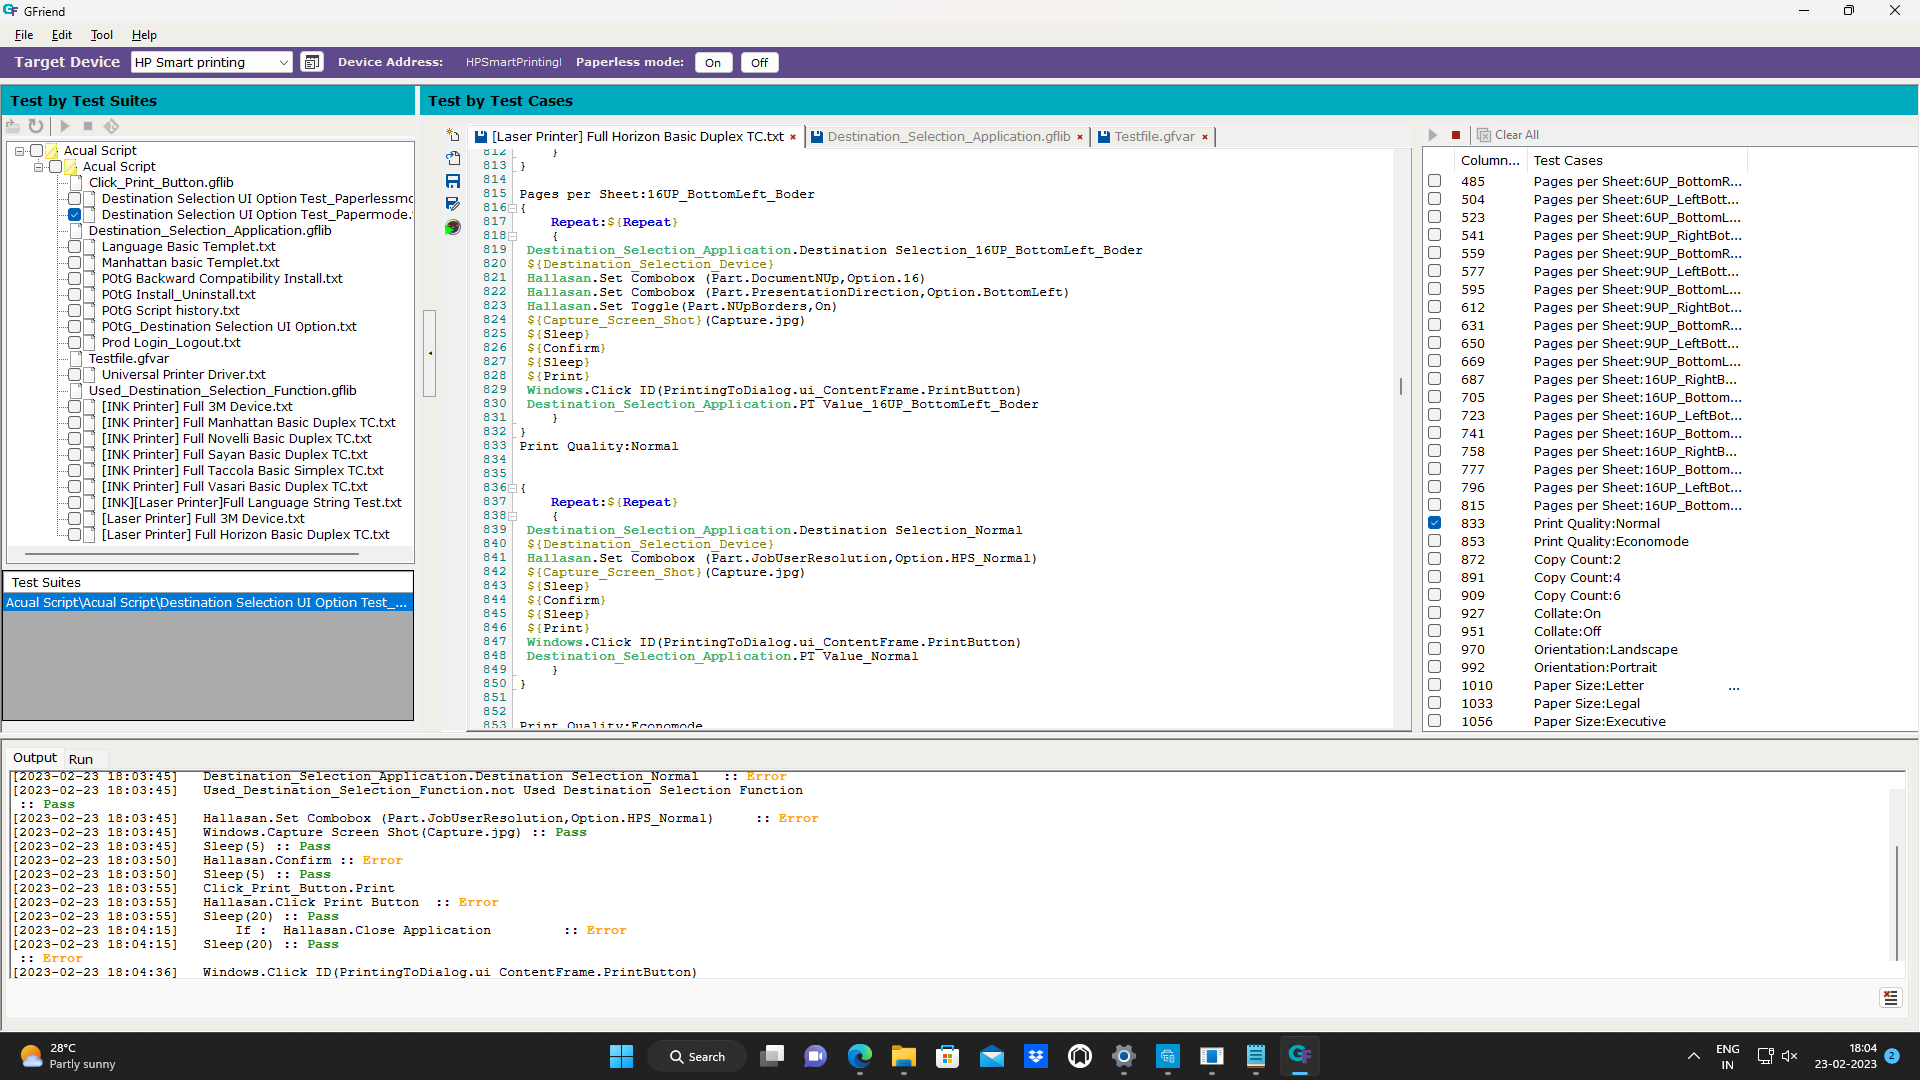 GFriend
File Edit Tool Help
Target Device HP Smart printing Device Address: HPSmartPrintingI Paperless mode: On Off
Test by Test Suites
Acual Script
Acual Script
Click_Print_Button.gflib
Destination Selection UI Option Test_Paperlessmo
Destination Selection UI Option Test_Papermode.
Destination_Selection_Application.gflib
Language Basic Templet.txt
Manhattan basic Templet.txt
POtG Backward Compatibility Install.txt
POtG Install_Uninstall.txt
POtG Script history.txt
POtG_Destination Selection UI Option.txt
Prod Login_Logout.txt
Testfile.gfvar
Universal Printer Driver.txt
Used_Destination_Selection_Function.gflib
[INK Printer] Full 3M Device.txt
[INK Printer] Full Manhattan Basic Duplex TC.txt
[INK Printer] Full Novelli Basic Duplex TC.txt
[INK Printer] Full Sayan Basic Duplex TC.txt
[INK Printer] Full Taccola Basic Simplex TC.txt
[INK Printer] Full Vasari Basic Duplex TC.txt
[INK][Laser Printer]Full Language String Test.txt
[Laser Printer] Full 3M Device.txt
[Laser Printer] Full Horizon Basic Duplex TC.txt
Test Suites
Acual Script\Acual Script\Destination Selection UI Option Test_...
Test by Test Cases
[Laser Printer] Full Horizon Basic Duplex TC.txt × Destination_Selection_Application.gflib × Testfile.gfvar ×
812 }
813 }
814
815 Pages per Sheet:16UP_BottomLeft_Boder
816 {
817 Repeat:${Repeat}
818 {
819 Destination_Selection_Application.Destination Selection_16UP_BottomLeft_Boder
820 ${Destination_Selection_Device}
821 Hallasan.Set Combobox (Part.DocumentNUp,Option.16)
822 Hallasan.Set Combobox (Part.PresentationDirection,Option.BottomLeft)
823 Hallasan.Set Toggle(Part.NUpBorders,On)
824 ${Capture_Screen_Shot}(Capture.jpg)
825 ${Sleep}
826 ${Confirm}
827 ${Sleep}
828 ${Print}
829 Windows.Click ID(PrintingToDialog.ui_ContentFrame.PrintButton)
830 Destination_Selection_Application.PT Value_16UP_BottomLeft_Boder
831 }
832 }
833 Print Quality:Normal
834
835
836 {
837 Repeat:${Repeat}
838 {
839 Destination_Selection_Application.Destination Selection_Normal
840 ${Destination_Selection_Device}
841 Hallasan.Set Combobox (Part.JobUserResolution,Option.HPS_Normal)
842 ${Capture_Screen_Shot}(Capture.jpg)
843 ${Sleep}
844 ${Confirm}
845 ${Sleep}
846 ${Print}
847 Windows.Click ID(PrintingToDialog.ui_ContentFrame.PrintButton)
848 Destination_Selection_Application.PT Value_Normal
849 }
850 }
851
852
853 Print Quality:Economode
Clear All
Column... Test Cases
485 Pages per Sheet:6UP_BottomR...
504 Pages per Sheet:6UP_LeftBott...
523 Pages per Sheet:6UP_BottomL...
541 Pages per Sheet:9UP_RightBot...
559 Pages per Sheet:9UP_BottomR...
577 Pages per Sheet:9UP_LeftBott...
595 Pages per Sheet:9UP_BottomL...
612 Pages per Sheet:9UP_RightBot...
631 Pages per Sheet:9UP_BottomR...
650 Pages per Sheet:9UP_LeftBott...
669 Pages per Sheet:9UP_BottomL...
687 Pages per Sheet:16UP_RightB...
705 Pages per Sheet:16UP_Bottom...
723 Pages per Sheet:16UP_LeftBot...
741 Pages per Sheet:16UP_Bottom...
758 Pages per Sheet:16UP_RightB...
777 Pages per Sheet:16UP_Bottom...
796 Pages per Sheet:16UP_LeftBot...
815 Pages per Sheet:16UP_Bottom...
833 Print Quality:Normal
853 Print Quality:Economode
872 Copy Count:2
891 Copy Count:4
909 Copy Count:6
927 Collate:On
951 Collate:Off
970 Orientation:Landscape
992 Orientation:Portrait
1010 Paper Size:Letter ...
1033 Paper Size:Legal
1056 Paper Size:Executive
Output Run
[2023-02-23 18:03:45] Destination_Selection_Application.Destination Selection_Normal :: Error
[2023-02-23 18:03:45] Used_Destination_Selection_Function.not Used Destination Selection Function
:: Pass
[2023-02-23 18:03:45] Hallasan.Set Combobox (Part.JobUserResolution,Option.HPS_Normal) :: Error
[2023-02-23 18:03:45] Windows.Capture Screen Shot(Capture.jpg) :: Pass
[2023-02-23 18:03:45] Sleep(5) :: Pass
[2023-02-23 18:03:50] Hallasan.Confirm :: Error
[2023-02-23 18:03:50] Sleep(5) :: Pass
[2023-02-23 18:03:55] Click_Print_Button.Print
[2023-02-23 18:03:55] Hallasan.Click Print Button :: Error
[2023-02-23 18:03:55] Sleep(20) :: Pass
[2023-02-23 18:04:15] If : Hallasan.Close Application :: Error
[2023-02-23 18:04:15] Sleep(20) :: Pass
:: Error
[2023-02-23 18:04:36] Windows.Click ID(PrintingToDialog.ui_ContentFrame.PrintButton)
28°C
Partly sunny
Search
ENG
IN
18:04
23-02-2023
2